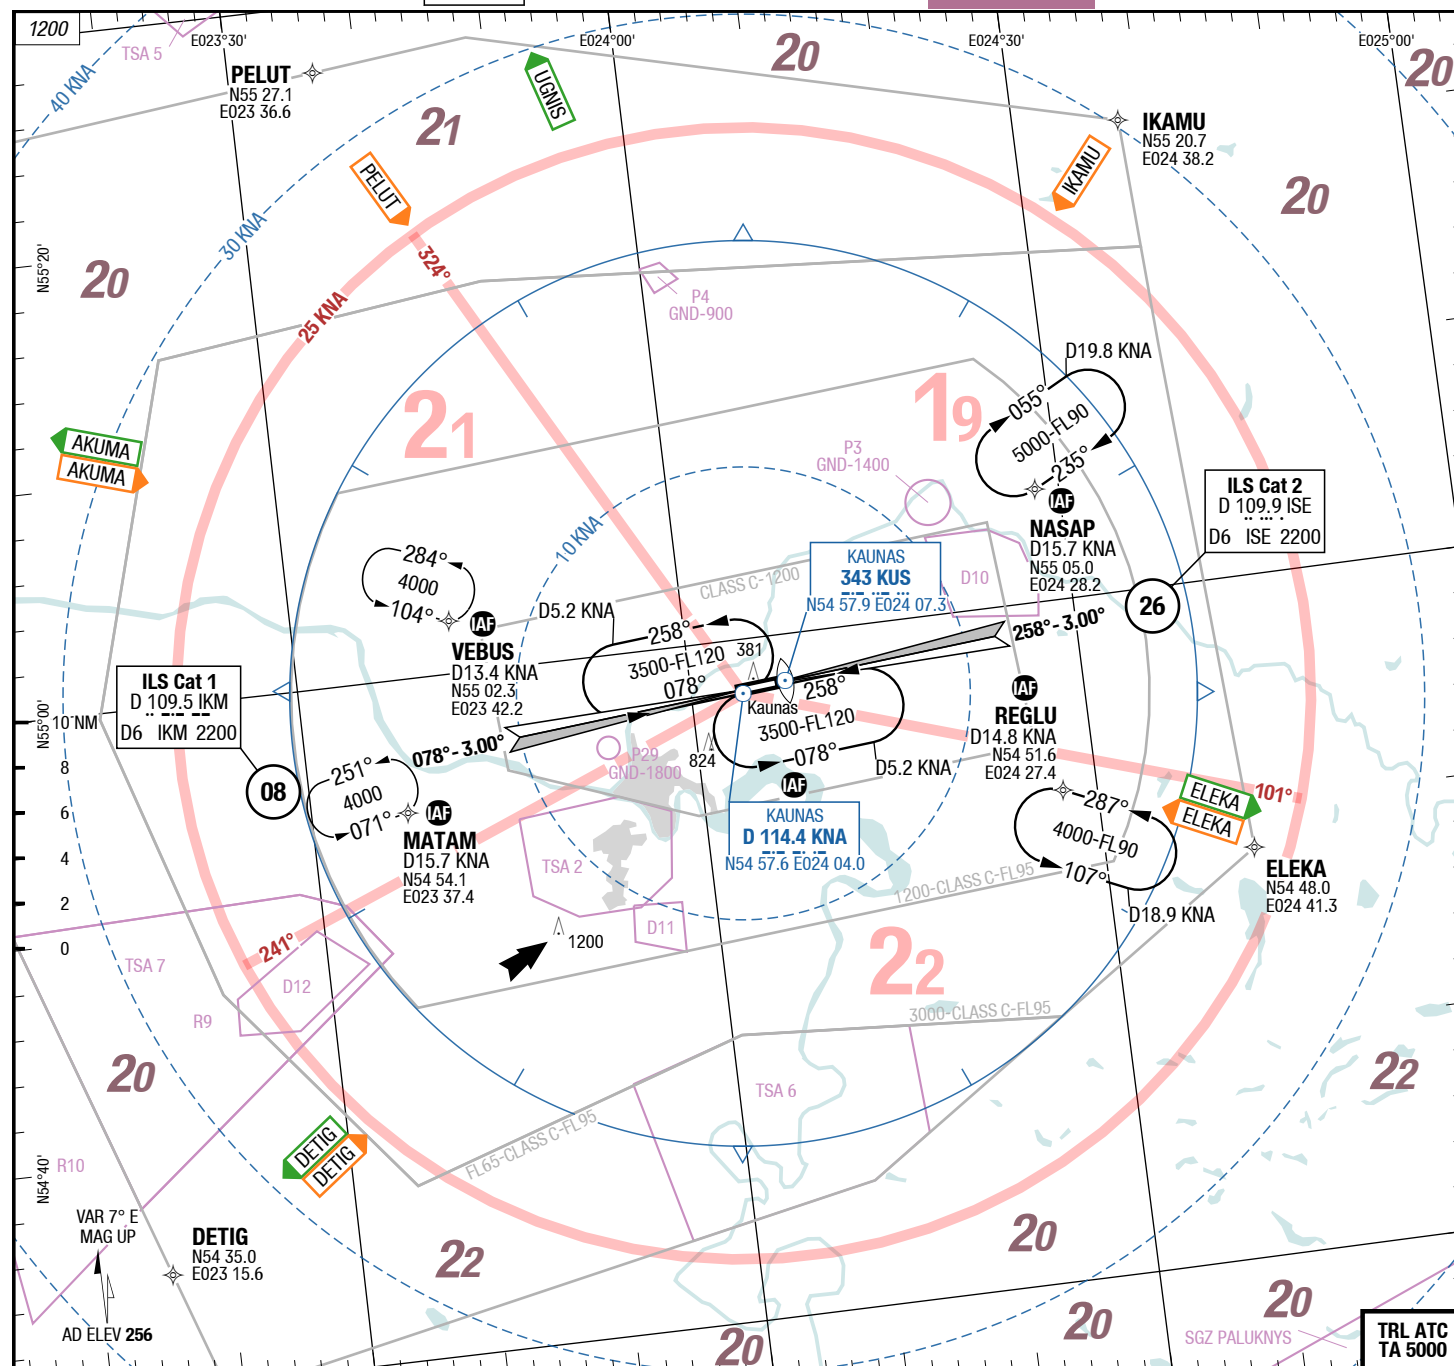 1200
TSA 5
E023°30'
E024°00'
E024°30'
E025°00'
40 KNA
PELUT
N55 27.1
E023 36.6
UGNIS
20
20
21
IKAMU
N55 20.7
E024 38.2
PELUT
IKAMU
20
30 KNA
N55°20'
20
324°
25 KNA
P4
GND-900
D19.8 KNA
055°
5000-FL90
235°
21
19
AKUMA
AKUMA
P3
GND-1400
IAF
NASAP
D15.7 KNA
N55 05.0
E024 28.2
ILS Cat 2
D 109.9 ISE
D6 ISE 2200
10 KNA
284°
4000
104°
KAUNAS
343 KUS
N54 57.9 E024 07.3
CLASS C-1200
D10
26
D5.2 KNA
IAF
VEBUS
D13.4 KNA
N55 02.3
E023 42.2
258°
3500-FL120
078°
381
258°- 3.00°
ILS Cat 1
D 109.5 IKM
D6 IKM 2200
N55°00'
10 NM
8
6
4
2
0
IAF
REGLU
D14.8 KNA
N54 51.6
E024 27.4
Kaunas
258°
3500-FL120
078°
D5.2 KNA
IAF
824
078°- 3.00°
P29
GND-1800
08
251°
4000
071°
IAF
MATAM
D15.7 KNA
N54 54.1
E023 37.4
KAUNAS
D 114.4 KNA
N54 57.6 E024 04.0
287°
4000-FL90
107°
D18.9 KNA
ELEKA
ELEKA
101°
ELEKA
N54 48.0
E024 41.3
TSA 2
D11
1200
1200-CLASS C-FL95
241°
TSA 7
D12
R9
22
3000-CLASS C-FL95
20
TSA 6
22
FL65-CLASS C-FL95
DETIG
DETIG
R10
N54°40'
VAR 7° E
MAG UP
DETIG
N54 35.0
E023 15.6
22
20
20
20
20
AD ELEV 256
SGZ PALUKNYS
TRL ATC
TA 5000